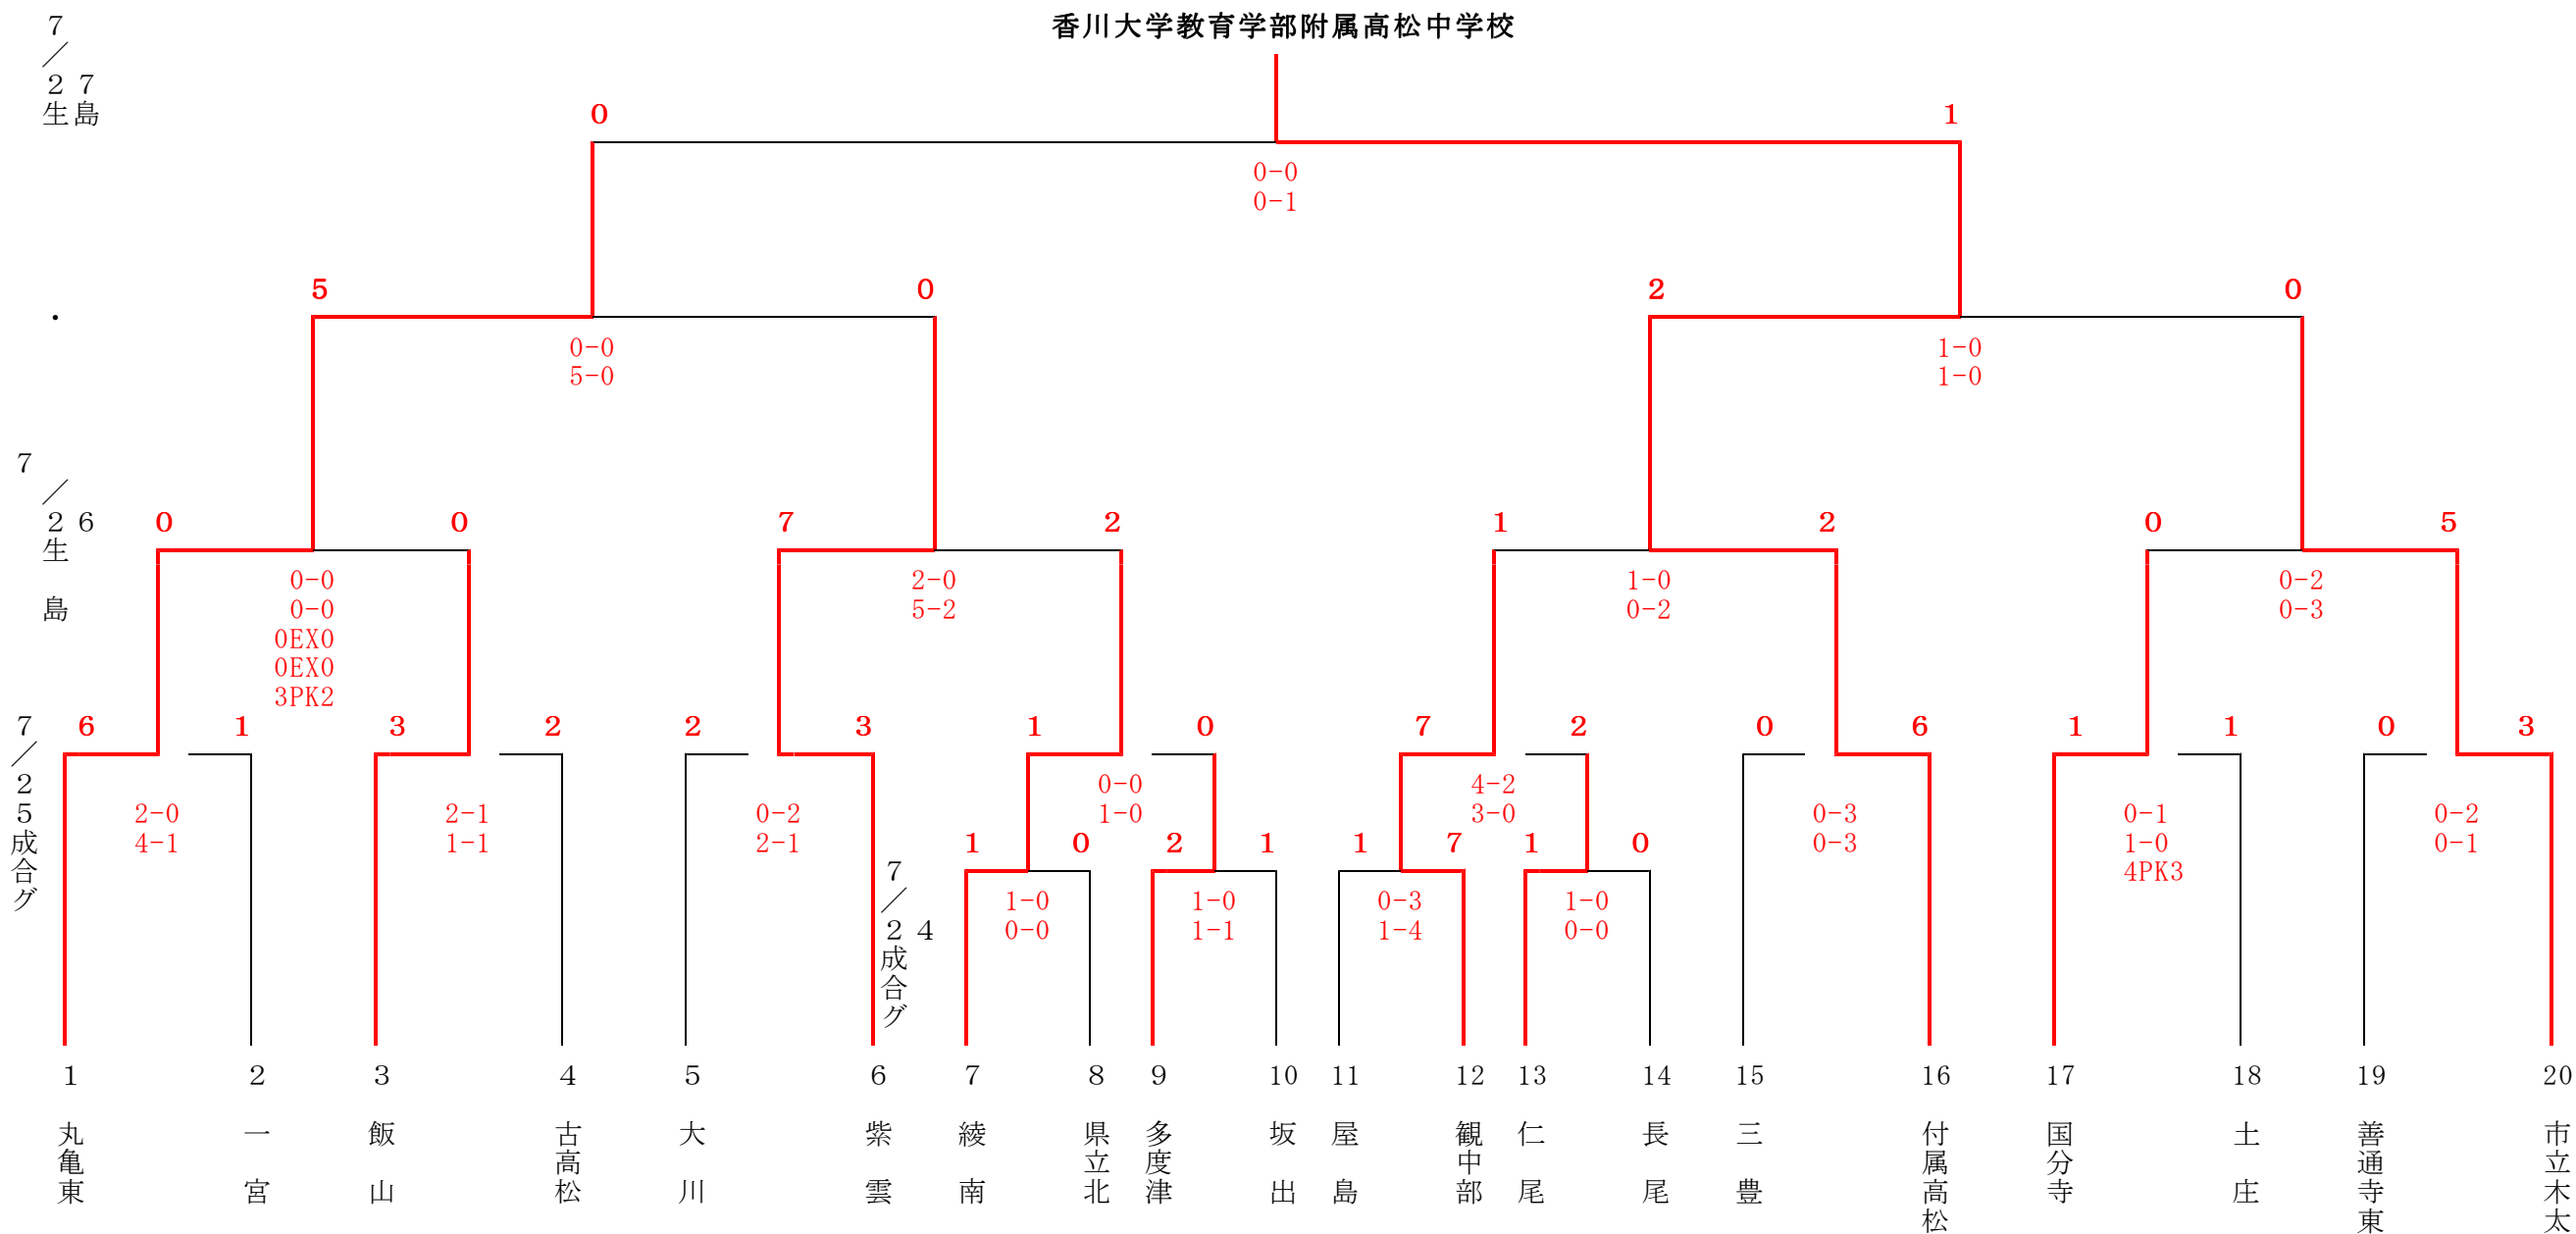 香川大学教育学部附属高松中学校
7／27生島
0 1
0-0
0-1
5 0 2 0
・
0-0 1-0
5-0 1-0
7／26生島
0 0 7 2 1 2 0 5
0-0 2-0 1-0 0-2
0-0 5-2 0-2 0-3
0EX0
0EX0
3PK2
7／25成合グ
6 1 3 2 2 3 1 0 7 2 0 6 1 1 0 3
0-0 4-2
1-0 3-0
2-0 2-1 0-2 0-3 0-1 0-2
4-1 1-1 2-1 0-3 1-0 0-1
4PK3
7／24成合グ
1 0 2 1 1 7 1 0
1-0 1-0 0-3 1-0
0-0 1-1 1-4 0-0
1 2 3 4 5 6 7 8 9 10 11 12 13 14 15 16 17 18 19 20
丸亀東
一宮
飯山
古高松
大川
紫雲
綾南
県立北
多度津
坂出
屋島
観中部
仁尾
長尾
三豊
付属高松
国分寺
土庄
善通寺東
市立木太